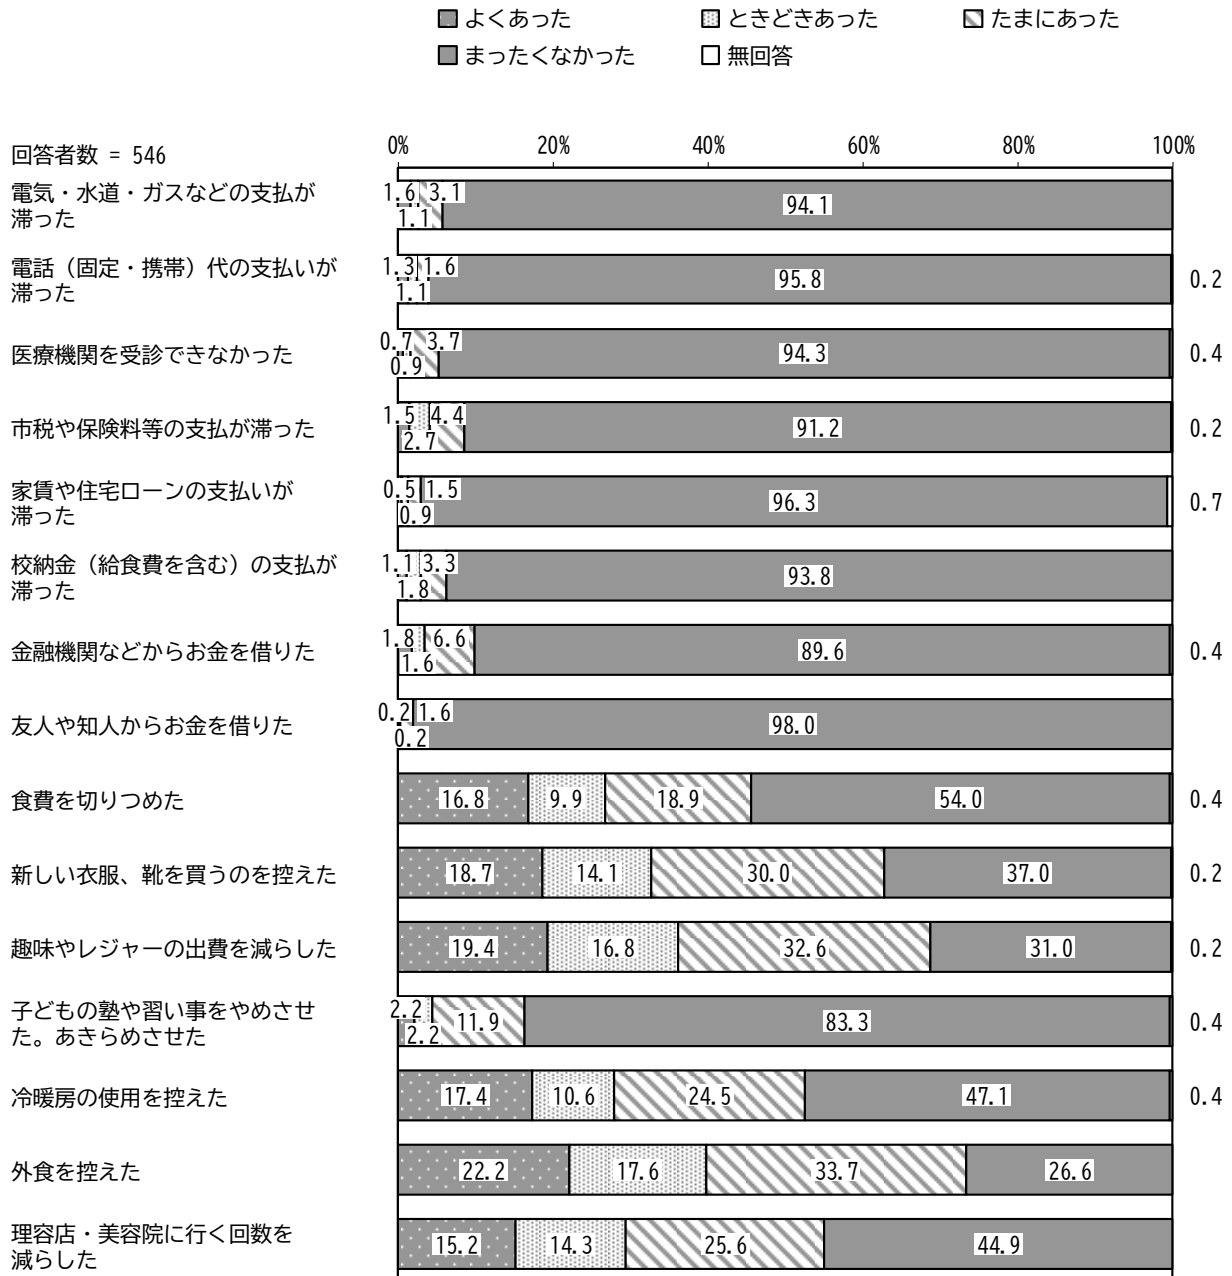 よくあった ときどきあった たまにあった
まったくなかった 無回答
回答者数 = 546
0% 20% 40% 60% 80% 100%
電気・水道・ガスなどの支払が
滞った
1.6 1.1 3.1 94.1
電話（固定・携帯）代の支払いが
滞った
1.3 1.1 1.6 95.8 0.2
医療機関を受診できなかった
0.7 0.9 3.7 94.3 0.4
市税や保険料等の支払が滞った
1.5 2.7 4.4 91.2 0.2
家賃や住宅ローンの支払いが
滞った
0.5 0.9 1.5 96.3 0.7
校納金（給食費を含む）の支払が
滞った
1.1 1.8 3.3 93.8
金融機関などからお金を借りた
1.8 1.6 6.6 89.6 0.4
友人や知人からお金を借りた
0.2 0.2 1.6 98.0
食費を切りつめた
16.8 9.9 18.9 54.0 0.4
新しい衣服、靴を買うのを控えた
18.7 14.1 30.0 37.0 0.2
趣味やレジャーの出費を減らした
19.4 16.8 32.6 31.0 0.2
子どもの塾や習い事をやめさせ
た。あきらめさせた
2.2 2.2 11.9 83.3 0.4
冷暖房の使用を控えた
17.4 10.6 24.5 47.1 0.4
外食を控えた
22.2 17.6 33.7 26.6
理容店・美容院に行く回数を
減らした
15.2 14.3 25.6 44.9